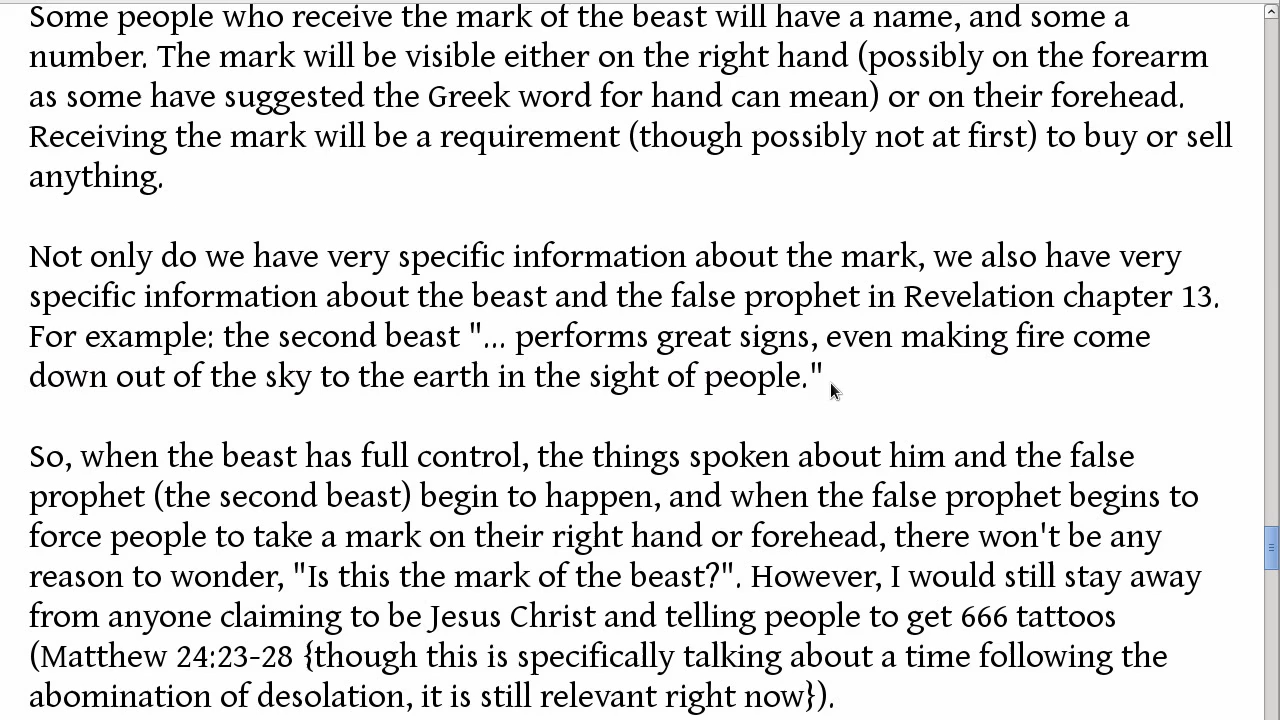 Some people who receive the mark of the beast will have a name, and some a
number. The mark will be visible either on the right hand (possibly on the forearm
as some have suggested the Greek word for hand can mean) or on their forehead.
Receiving the mark will be a requirement (though possibly not at first) to buy or sell
anything.
Not only do we have very specific information about the mark, we also have very
specific information about the beast and the false prophet in Revelation chapter 13.
For example: the second beast "... performs great signs, even making fire come
down out of the sky to the earth in the sight of people."
So, when the beast has full control, the things spoken about him and the false
prophet (the second beast) begin to happen, and when the false prophet begins to
force people to take a mark on their right hand or forehead, there won't be any
reason to wonder, "Is this the mark of the beast?". However, I would still stay away
from anyone claiming to be Jesus Christ and telling people to get 666 tattoos
(Matthew 24:23-28 {though this is specifically talking about a time following the
abomination of desolation, it is still relevant right now}).